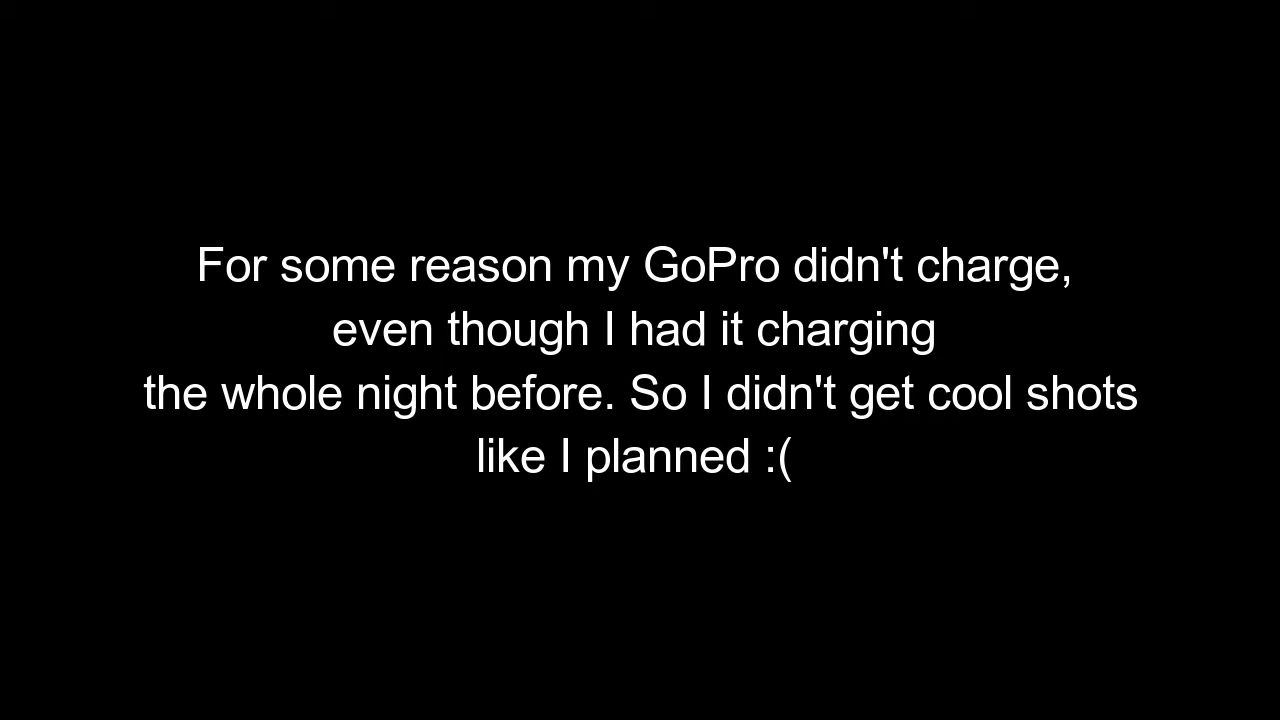 For some reason my GoPro didn't charge,
even though I had it charging
the whole night before. So I didn't get cool shots
like I planned :(